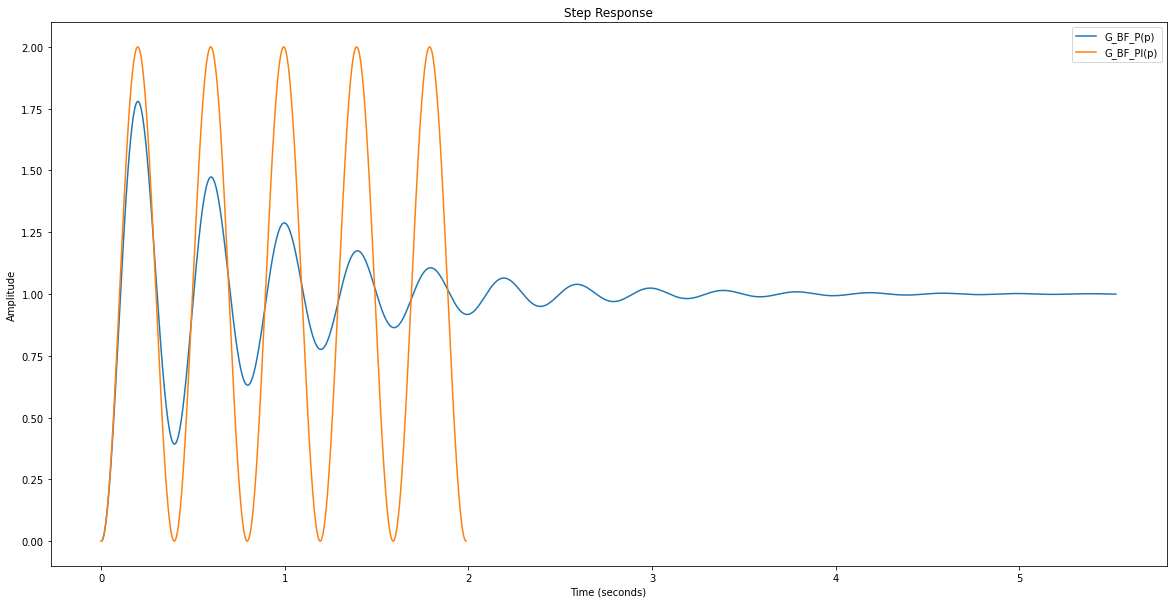 Step Response
G_BF_P(p)
G_BF_PI(p)
2.00
1.75
1.50
1.25
1.00
0.75
0.50
0.25
0.00
Amplitude
0 1 2 3 4 5
Time (seconds)